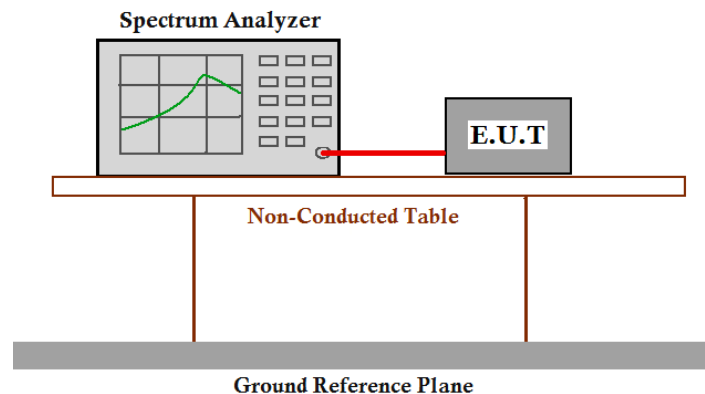 Spectrum Analyzer
E.U.T
Non-Conducted Table
Ground Reference Plane